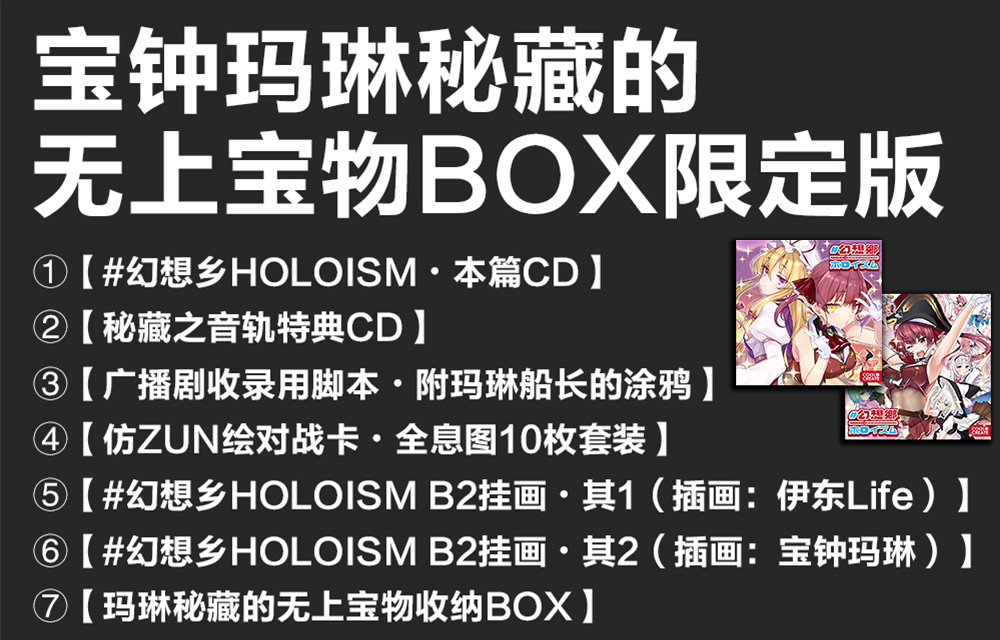 宝钟玛琳秘藏的
无上宝物BOX限定版
①【#幻想乡HOLOISM·本篇CD】
②【秘藏之音轨特典CD】
③【广播剧收录用脚本·附玛琳船长的涂鸦】
④【仿ZUN绘对战卡·全息图10枚套装】
⑤【#幻想乡HOLOISM B2挂画·其1（插画：伊东Life）】
⑥【#幻想乡HOLOISM B2挂画·其2（插画：宝钟玛琳）】
⑦【玛琳秘藏的无上宝物收纳BOX】
#幻想郷
ホロイズム
COOL&CREATE
#幻想郷
ホロイズム
COOL&CREATE